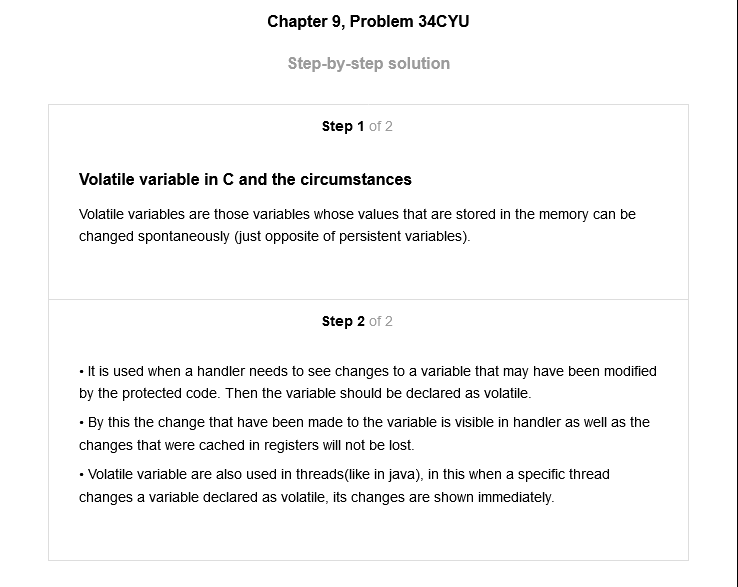 Chapter 9, Problem 34CYU
Step-by-step solution
Step 1 of 2
Volatile variable in C and the circumstances
Volatile variables are those variables whose values that are stored in the memory can be
changed spontaneously (just opposite of persistent variables).
Step 2 of 2
• It is used when a handler needs to see changes to a variable that may have been modified
by the protected code. Then the variable should be declared as volatile.
• By this the change that have been made to the variable is visible in handler as well as the
changes that were cached in registers will not be lost.
• Volatile variable are also used in threads(like in java), in this when a specific thread
changes a variable declared as volatile, its changes are shown immediately.